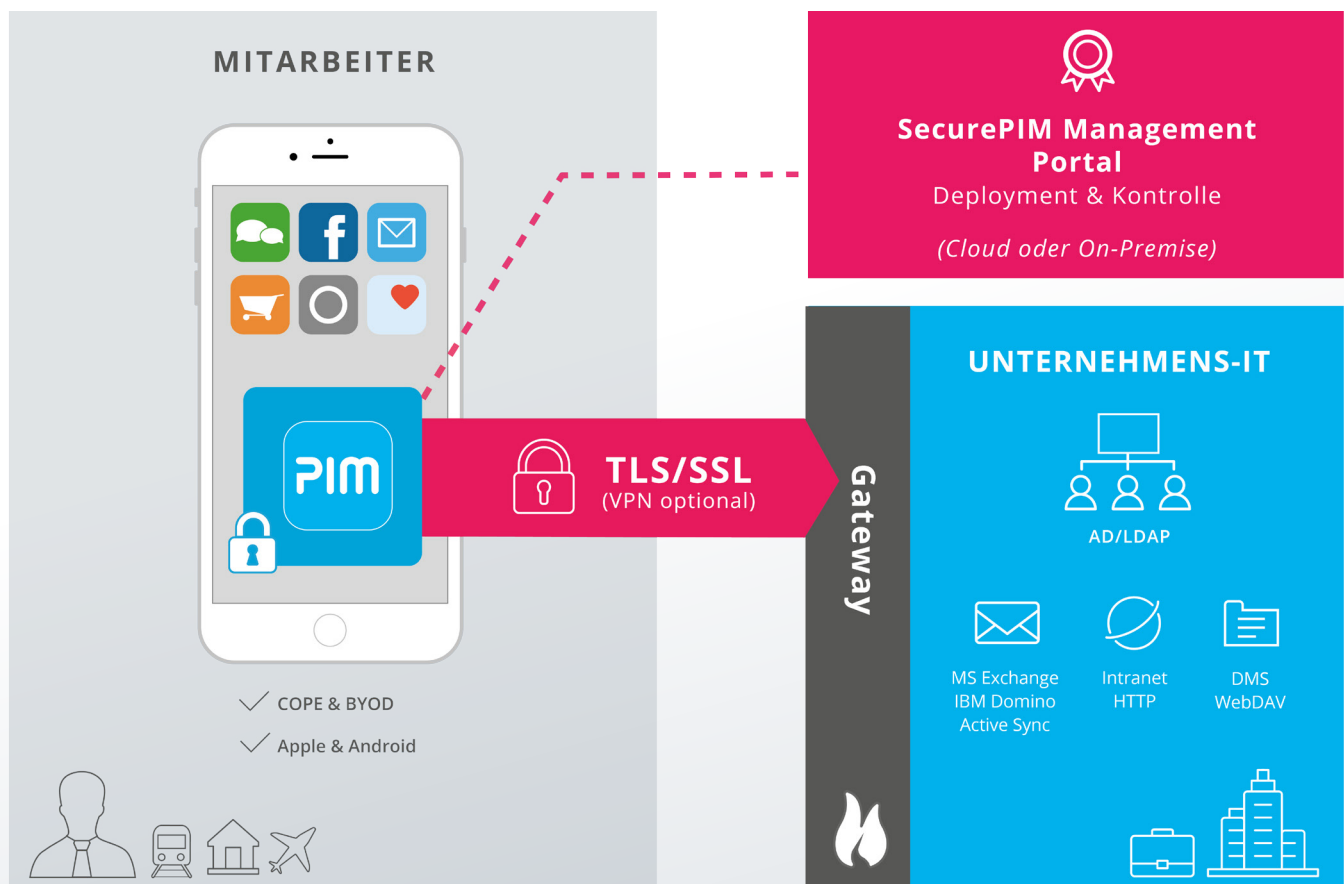 MITARBEITER
f
PIM
COPE & BYOD
Apple & Android
TLS/SSL
(VPN optional)
SecurePIM Management
Portal
Deployment & Kontrolle
(Cloud oder On-Premise)
Gateway
UNTERNEHMENS-IT
AD/LDAP
MS Exchange
IBM Domino
Active Sync
Intranet
HTTP
DMS
WebDAV